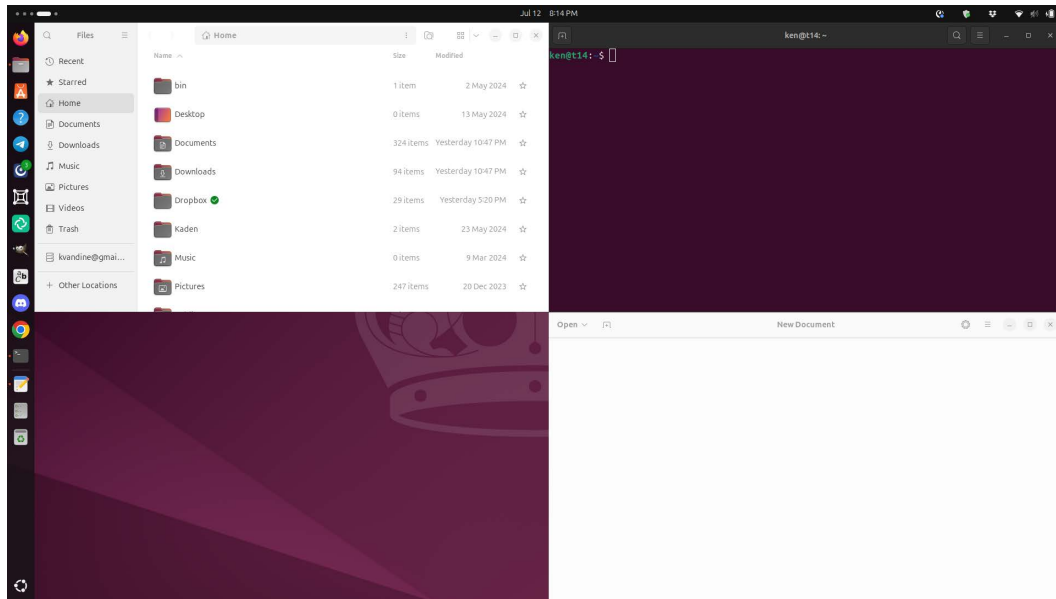 Jul 12 8:14 PM
Files
Home
Recent
Starred
Home
Documents
Downloads
Music
Pictures
Videos
Trash
kvandine@gmai...
+ Other Locations
Name Size Modified
bin 1 item 2 May 2024
Desktop 0 items 13 May 2024
Documents 324 items Yesterday 10:47 PM
Downloads 94 items Yesterday 10:47 PM
Dropbox 29 items Yesterday 5:20 PM
Kaden 2 items 23 May 2024
Music 0 items 9 Mar 2024
Pictures 247 items 20 Dec 2023
ken@t14: ~
ken@t14:~$
Open New Document